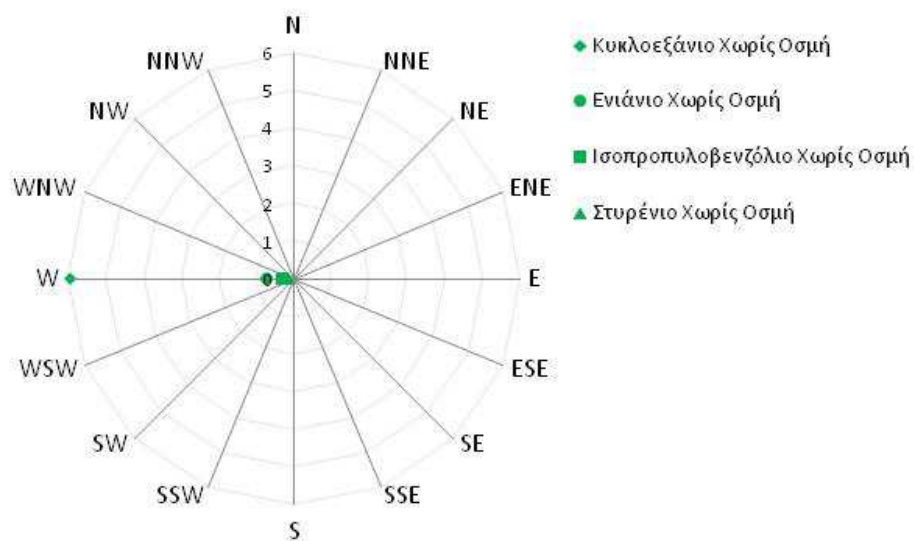 N
NNW
NNE
NW
NE
WNW
ENE
W
E
WSW
ESE
SW
SE
SSW
SSE
S
6
5
4
3
2
1
0
Κυκλοεξάνιο Χωρίς Οσμή
Ενιάνιο Χωρίς Οσμή
Ισοπροπυλοβενζόλιο Χωρίς Οσμή
Στυρένιο Χωρίς Οσμή